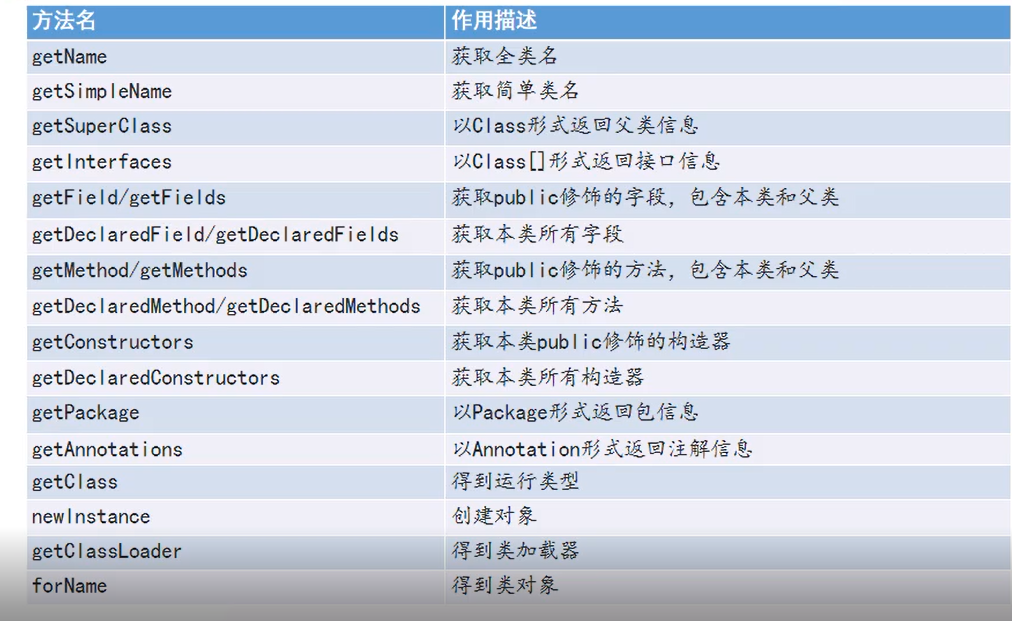 方法名 作用描述
getName 获取全类名
getSimpleName 获取简单类名
getSuperClass 以Class形式返回父类信息
getInterfaces 以Class[]形式返回接口信息
getField/getFields 获取public修饰的字段，包含本类和父类
getDeclaredField/getDeclaredFields 获取本类所有字段
getMethod/getMethods 获取public修饰的方法，包含本类和父类
getDeclaredMethod/getDeclaredMethods 获取本类所有方法
getConstructors 获取本类public修饰的构造器
getDeclaredConstructors 获取本类所有构造器
getPackage 以Package形式返回包信息
getAnnotations 以Annotation形式返回注解信息
getClass 得到运行类型
newInstance 创建对象
getClassLoader 得到类加载器
forName 得到类对象